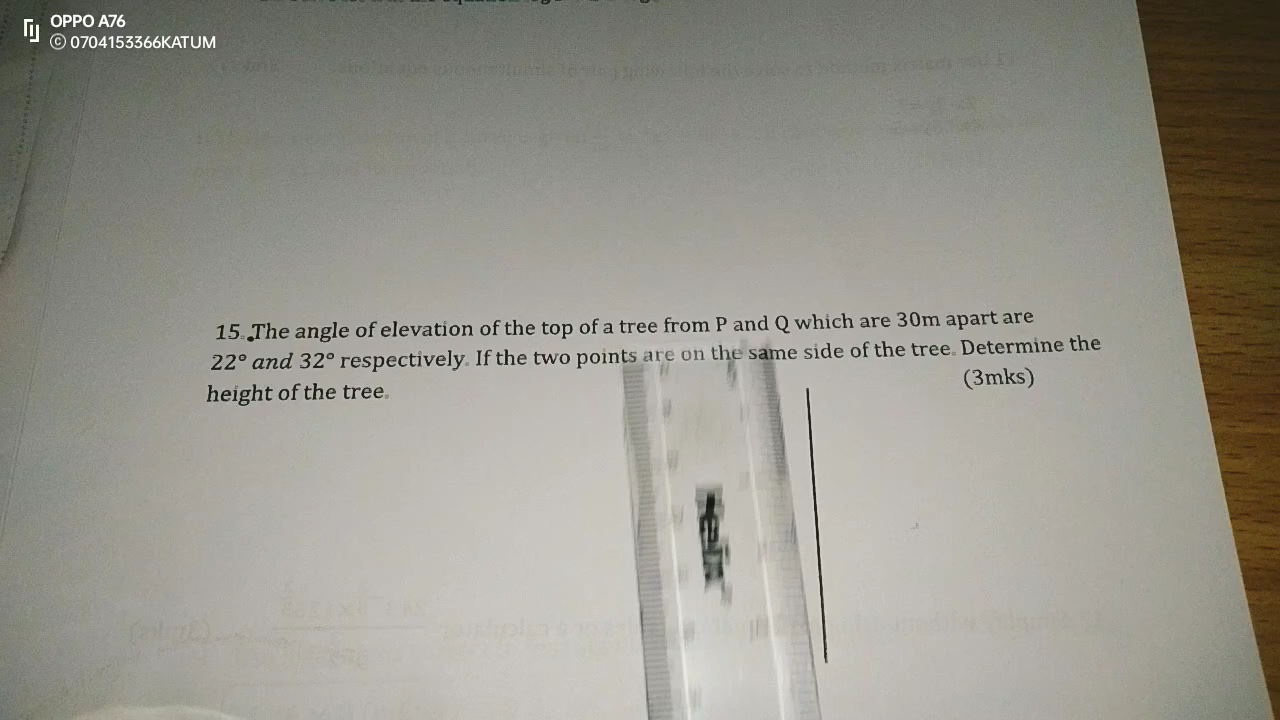 OPPO A76
© 0704153366KATUM
15. The angle of elevation of the top of a tree from P and Q which are 30m apart are
22° and 32° respectively. If the two points are on the same side of the tree. Determine the
height of the tree.
(3mks)